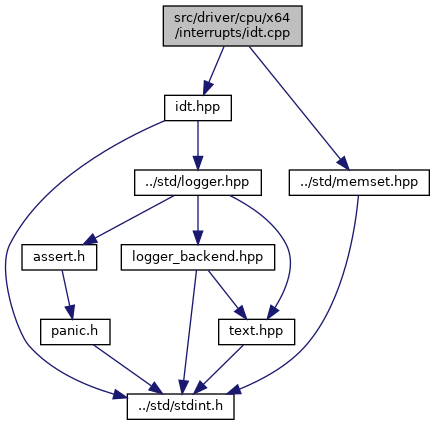 src/driver/cpu/x64
/interrupts/idt.cpp
idt.hpp
../std/logger.hpp
../std/memset.hpp
assert.h
logger_backend.hpp
panic.h
text.hpp
../std/stdint.h